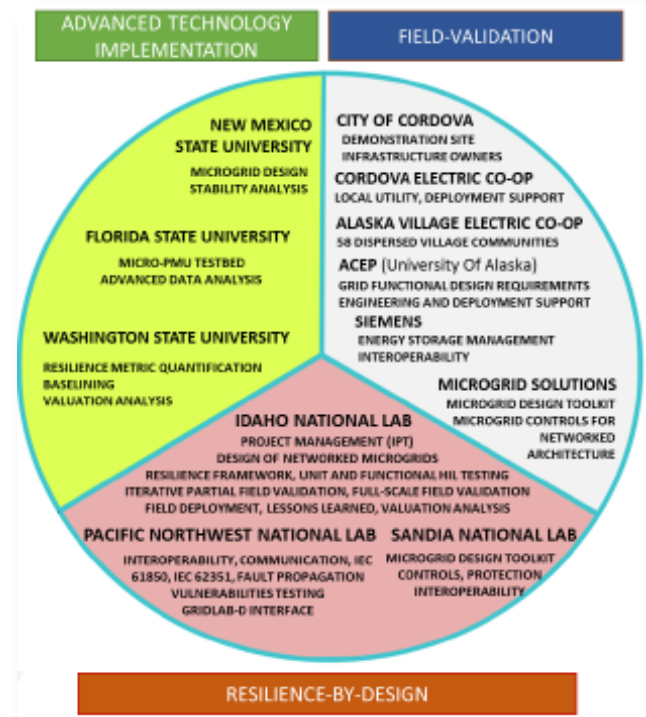 ADVANCED TECHNOLOGY
IMPLEMENTATION
FIELD-VALIDATION
NEW MEXICO
STATE UNIVERSITY
MICROGRID DESIGN
STABILITY ANALYSIS
FLORIDA STATE UNIVERSITY
MICRO-PMU TESTBED
ADVANCED DATA ANALYSIS
WASHINGTON STATE UNIVERSITY
RESILIENCE METRIC QUANTIFICATION
BASELINING
VALUATION ANALYSIS
CITY OF CORDOVA
DEMONSTRATION SITE
INFRASTRUCTURE OWNERS
CORDOVA ELECTRIC CO-OP
LOCAL UTILITY, DEPLOYMENT SUPPORT
ALASKA VILLAGE ELECTRIC CO-OP
58 DISPERSED VILLAGE COMMUNITIES
ACEP (University Of Alaska)
GRID FUNCTIONAL DESIGN REQUIREMENTS
ENGINEERING AND DEPLOYMENT SUPPORT
SIEMENS
ENERGY STORAGE MANAGEMENT
INTEROPERABILITY
MICROGRID SOLUTIONS
MICROGRID DESIGN TOOLKIT
MICROGRID CONTROLS FOR
NETWORKED
ARCHITECTURE
IDAHO NATIONAL LAB
PROJECT MANAGEMENT (IPT)
DESIGN OF NETWORKED MICROGRIDS
RESILIENCE FRAMEWORK, UNIT AND FUNCTIONAL HIL TESTING
ITERATIVE PARTIAL FIELD VALIDATION, FULL-SCALE FIELD VALIDATION
FIELD DEPLOYMENT, LESSONS LEARNED, VALUATION ANALYSIS
PACIFIC NORTHWEST NATIONAL LAB
INTEROPERABILITY, COMMUNICATION, IEC
61850, IEC 62351, FAULT PROPAGATION
VULNERABILITIES TESTING
GRIDLAB-D INTERFACE
SANDIA NATIONAL LAB
MICROGRID DESIGN TOOLKIT
CONTROLS, PROTECTION
INTEROPERABILITY
RESILIENCE-BY-DESIGN